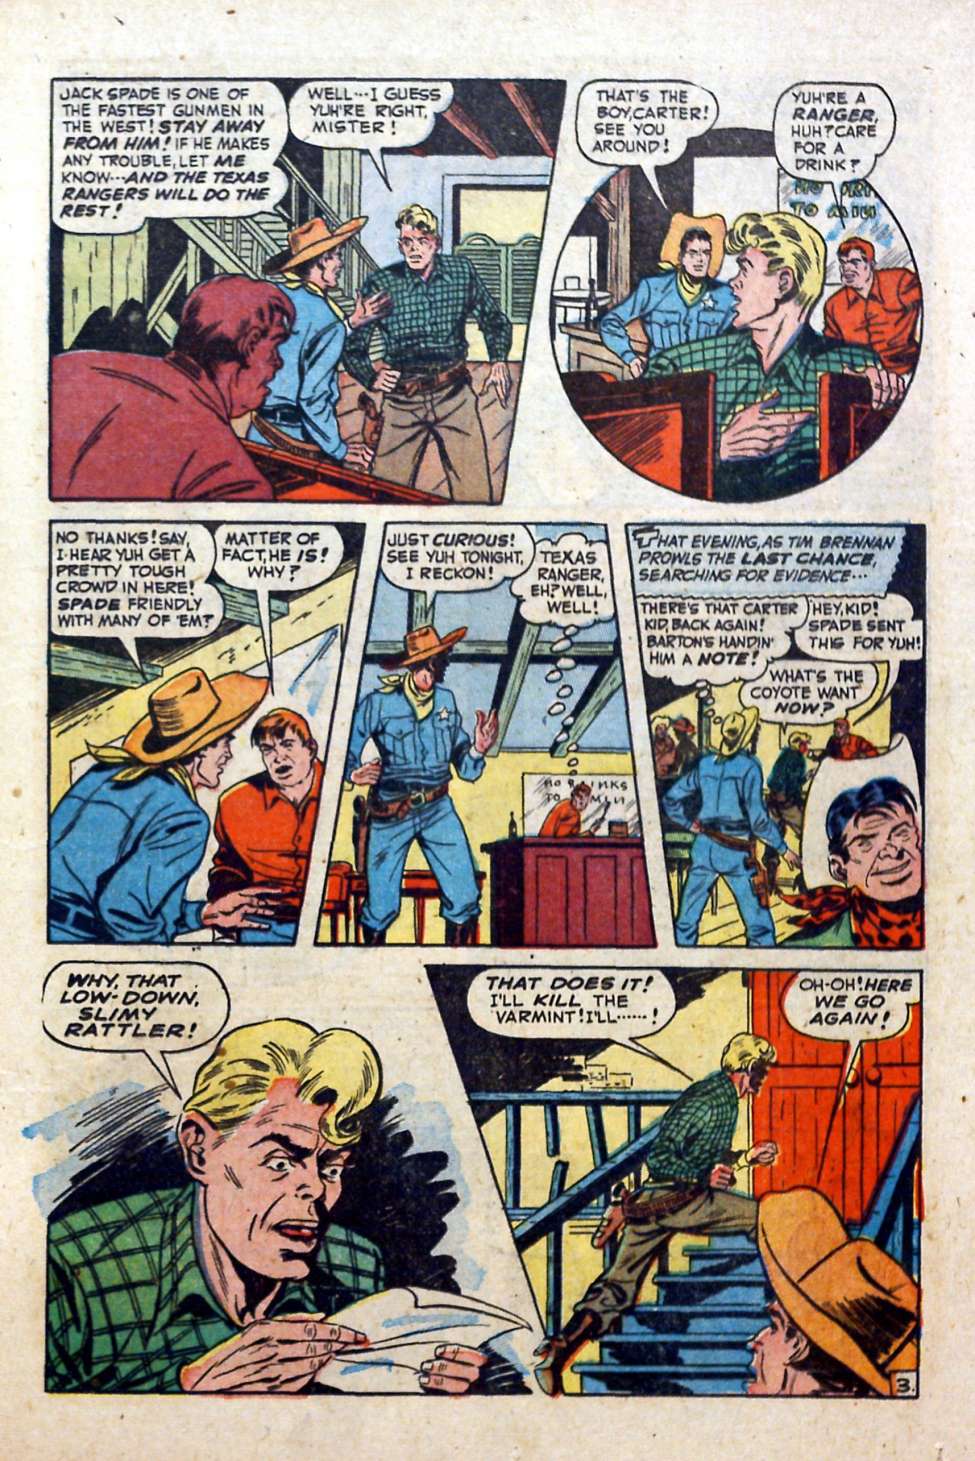 JACK SPADE IS ONE OF
THE FASTEST GUNMEN IN
THE WEST! STAY AWAY
FROM HIM! IF HE MAKES
ANY TROUBLE, LET ME
KNOW---AND THE TEXAS
RANGERS WILL DO THE
REST!
WELL---I GUESS
YUH'RE RIGHT,
MISTER!
THAT'S THE
BOY, CARTER!
SEE YOU
AROUND!
YUH'RE A
RANGER,
HUH? CARE
FOR A
DRINK?
TO MIN
NO THANKS! SAY,
I HEAR YUH GET A
PRETTY TOUGH
CROWD IN HERE!
SPADE FRIENDLY
WITH MANY OF 'EM?
MATTER OF
FACT, HE IS!
WHY?
JUST CURIOUS!
SEE YUH TONIGHT,
I RECKON!
TEXAS
RANGER,
EH? WELL,
WELL!
NO DRINKS
TO MIN
THAT EVENING, AS TIM BRENNAN
PROWLS THE LAST CHANCE,
SEARCHING FOR EVIDENCE---
THERE'S THAT CARTER
KID, BACK AGAIN!
BARTON'S HANDIN'
HIM A NOTE!
HEY, KID!
SPADE SENT
THIS FOR YUH!
WHAT'S THE
COYOTE WANT
NOW?
WHY, THAT
LOW-DOWN,
SLIMY
RATTLER!
THAT DOES IT!
I'LL KILL THE
VARMINT! I'LL------!
OH-OH! HERE
WE GO
AGAIN!
3.